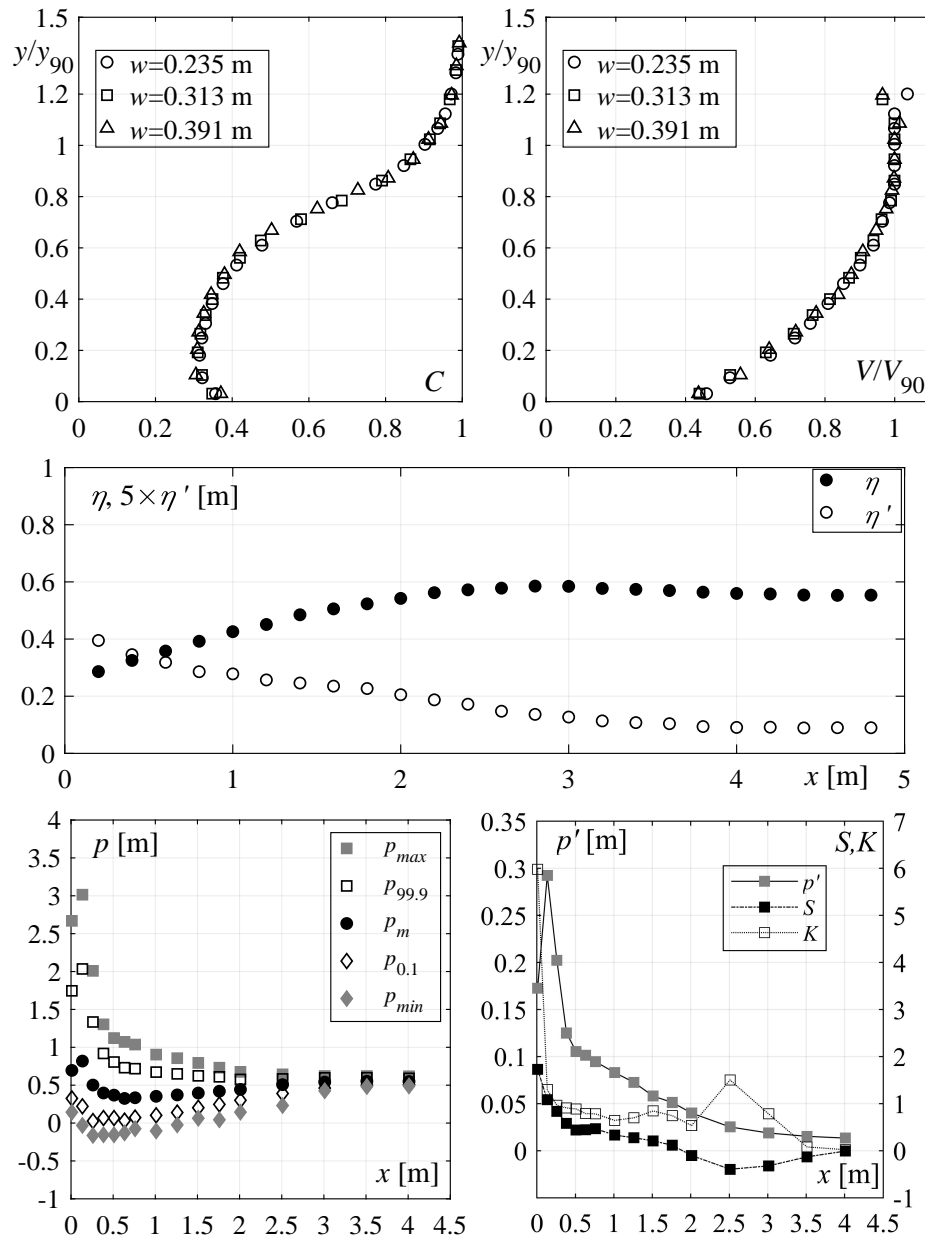 1.5
y/y90
1.2
1
0.8
0.6
0.4
0.2
0
w=0.235 m
w=0.313 m
w=0.391 m
C
0 0.2 0.4 0.6 0.8 1
1.5
y/y90
1.2
1
0.8
0.6
0.4
0.2
0
w=0.235 m
w=0.313 m
w=0.391 m
V/V90
0 0.2 0.4 0.6 0.8 1
1
0.8
0.6
0.4
0.2
0
η, 5×η ' [m]
η
η '
0 1 2 3 4 x [m] 5
4
3.5
3
2.5
2
1.5
1
0.5
0
-0.5
-1
p [m]
pmax
p99.9
pm
p0.1
pmin
x [m]
0 0.5 1 1.5 2 2.5 3 3.5 4 4.5
0.35
0.3
0.25
0.2
0.15
0.1
0.05
0
p' [m]
S,K
p'
S
K
7
6
5
4
3
2
1
0
-1
x [m]
0 0.5 1 1.5 2 2.5 3 3.5 4 4.5